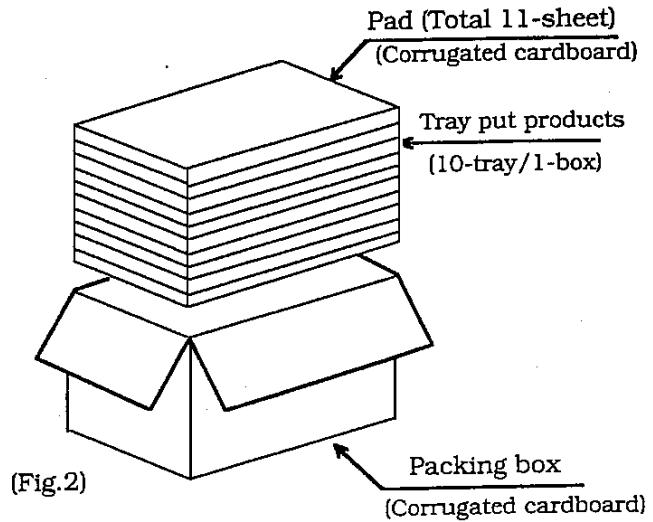 Pad (Total 11-sheet)
(Corrugated cardboard)
Tray put products
(10-tray/1-box)
Packing box
(Corrugated cardboard)
(Fig.2)